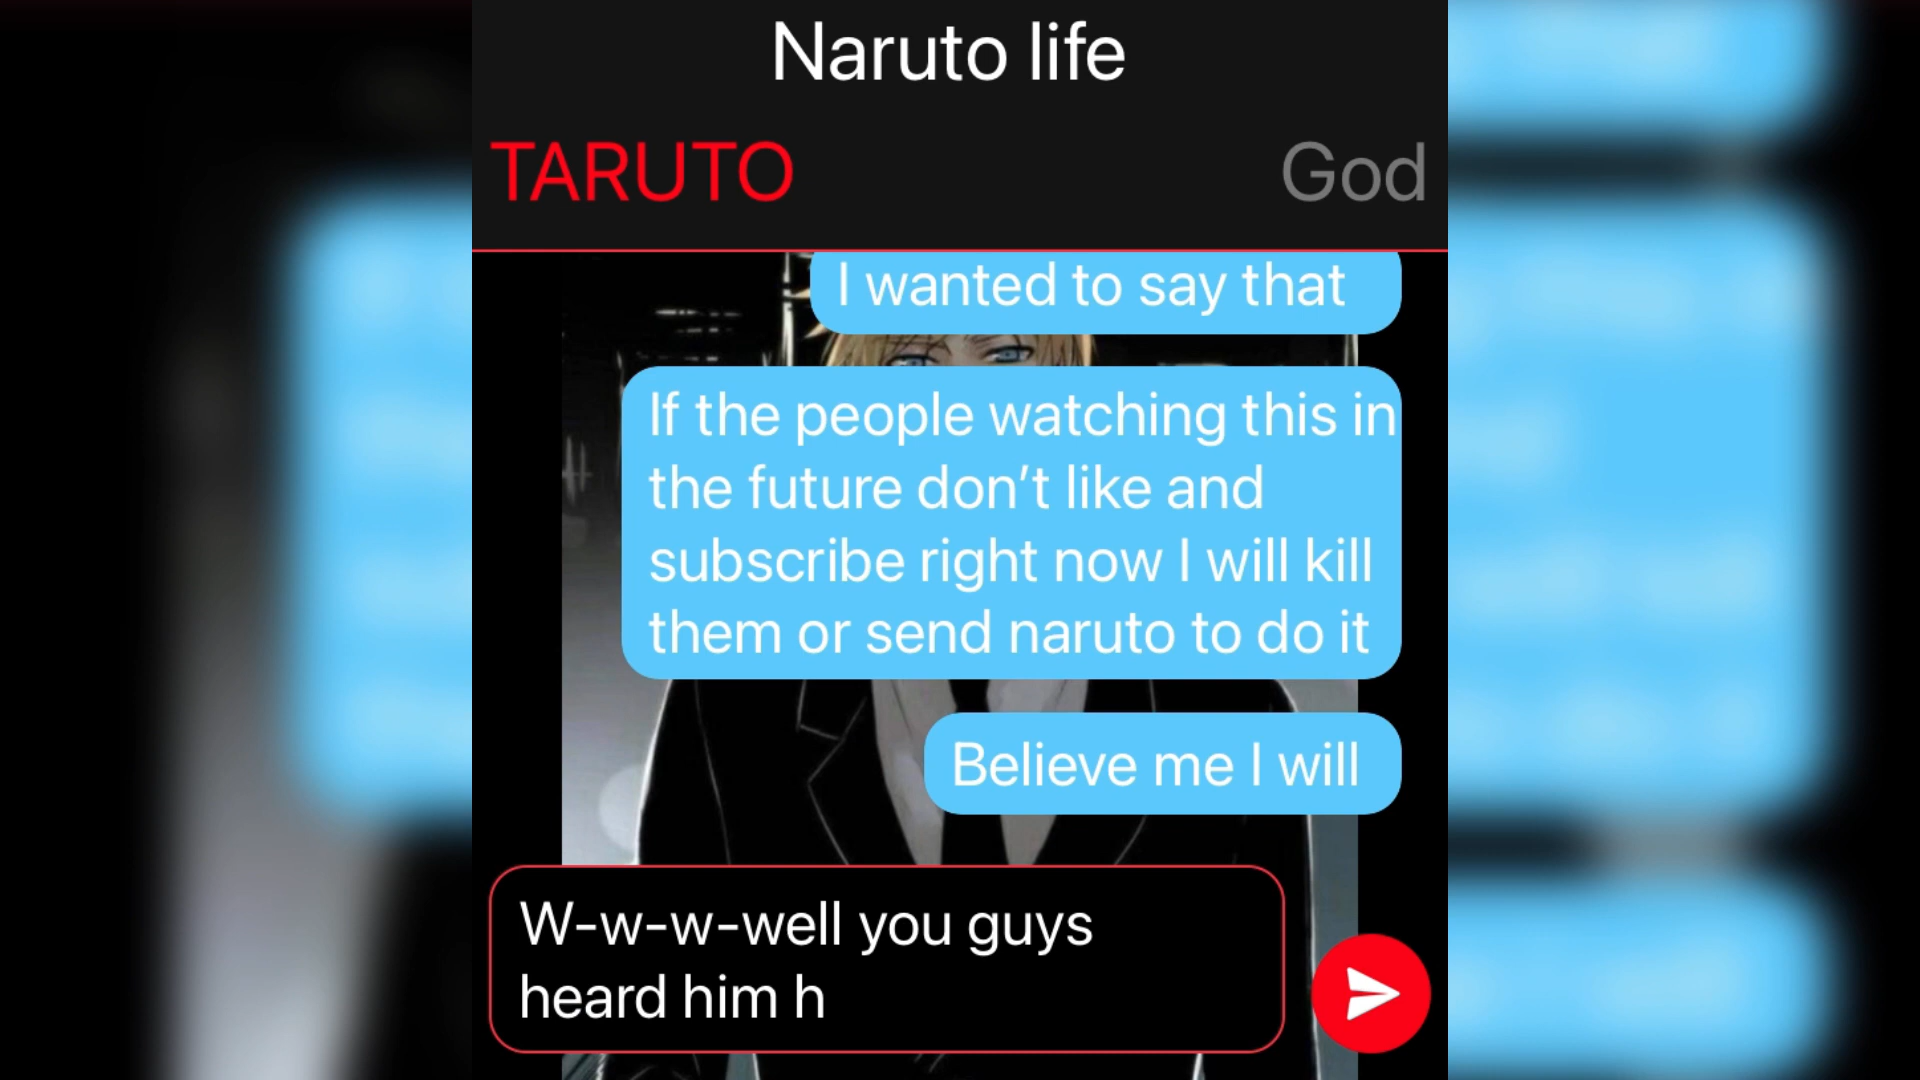 Naruto life
TARUTO
God
I wanted to say that
If the people watching this in
the future don’t like and
subscribe right now I will kill
them or send naruto to do it
Believe me I will
W-w-w-well you guys
heard him h